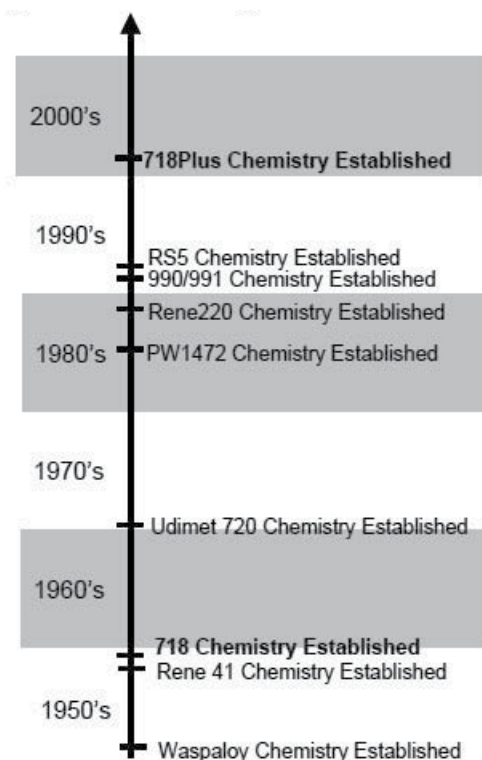 2000's
718Plus Chemistry Established
1990's
RS5 Chemistry Established
990/991 Chemistry Established
Rene220 Chemistry Established
1980's
PW1472 Chemistry Established
1970's
Udimet 720 Chemistry Established
1960's
718 Chemistry Established
Rene 41 Chemistry Established
1950's
Waspaloy Chemistry Established